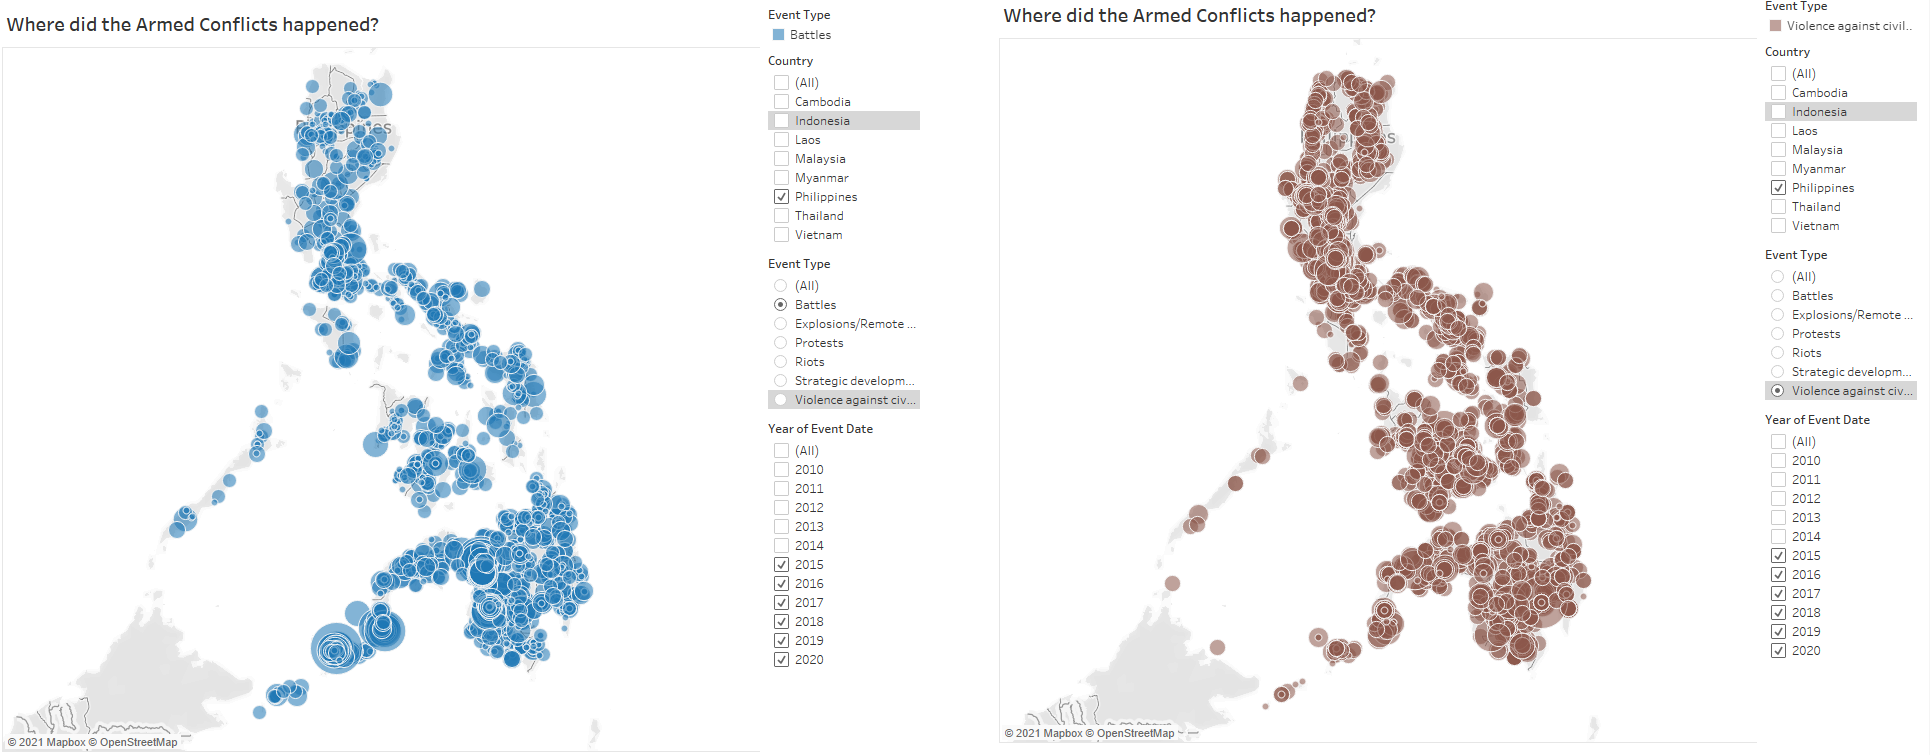 Where did the Armed Conflicts happened?
Philippines
© 2021 Mapbox © OpenStreetMap
Event Type
Battles
Country
(All)
Cambodia
Indonesia
Laos
Malaysia
Myanmar
Philippines
Thailand
Vietnam
Event Type
(All)
Battles
Explosions/Remote ...
Protests
Riots
Strategic developm...
Violence against civ...
Year of Event Date
(All)
2010
2011
2012
2013
2014
2015
2016
2017
2018
2019
2020
Where did the Armed Conflicts happened?
© 2021 Mapbox © OpenStreetMap
Event Type
Violence against civil..
Country
(All)
Cambodia
Indonesia
Laos
Malaysia
Myanmar
Philippines
Thailand
Vietnam
Event Type
(All)
Battles
Explosions/Remote ...
Protests
Riots
Strategic developm...
Violence against civ...
Year of Event Date
(All)
2010
2011
2012
2013
2014
2015
2016
2017
2018
2019
2020